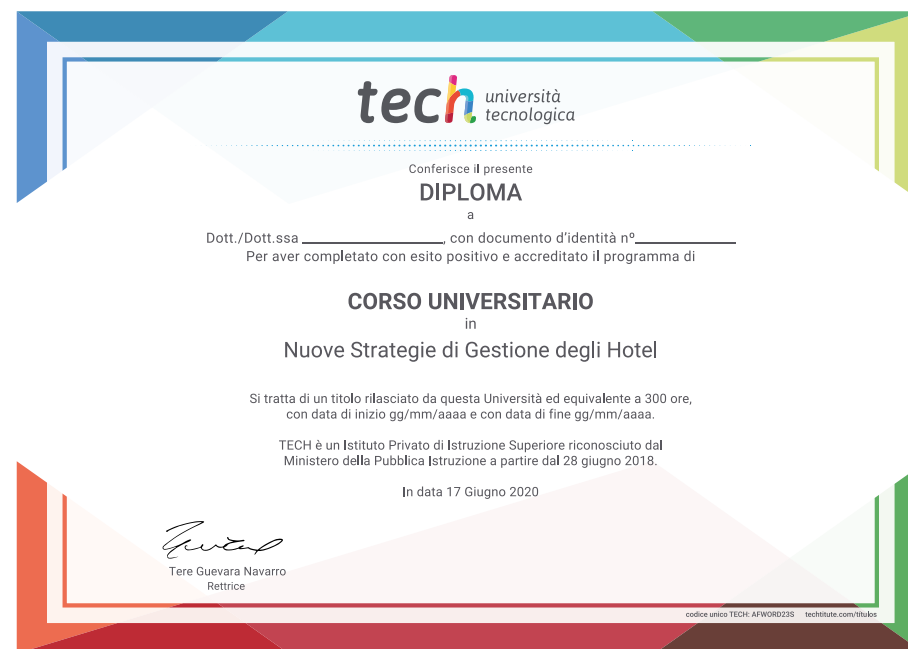 tech università
tecnologica
Conferisce il presente
DIPLOMA
a
Dott./Dott.ssa ____________________, con documento d'identità nº______________
Per aver completato con esito positivo e accreditato il programma di
CORSO UNIVERSITARIO
in
Nuove Strategie di Gestione degli Hotel
Si tratta di un titolo rilasciato da questa Università ed equivalente a 300 ore,
con data di inizio gg/mm/aaaa e con data di fine gg/mm/aaaa.
TECH è un Istituto Privato di Istruzione Superiore riconosciuto dal
Ministero della Pubblica Istruzione a partire dal 28 giugno 2018.
In data 17 Giugno 2020
Tere Guevara Navarro
Rettrice
codice unico TECH: AFWORD23S techtitute.com/titulos